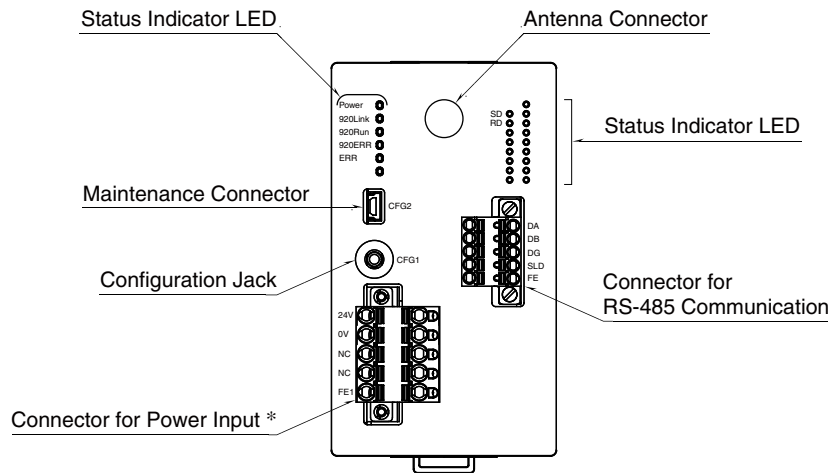 Status Indicator LED
Antenna Connector
Power
920Link
920Run
920ERR
ERR
SD
RD
Status Indicator LED
Maintenance Connector
CFG2
DA
DB
DG
SLD
FE
Configuration Jack
CFG1
Connector for
RS-485 Communication
24V
0V
NC
NC
FE1
Connector for Power Input *